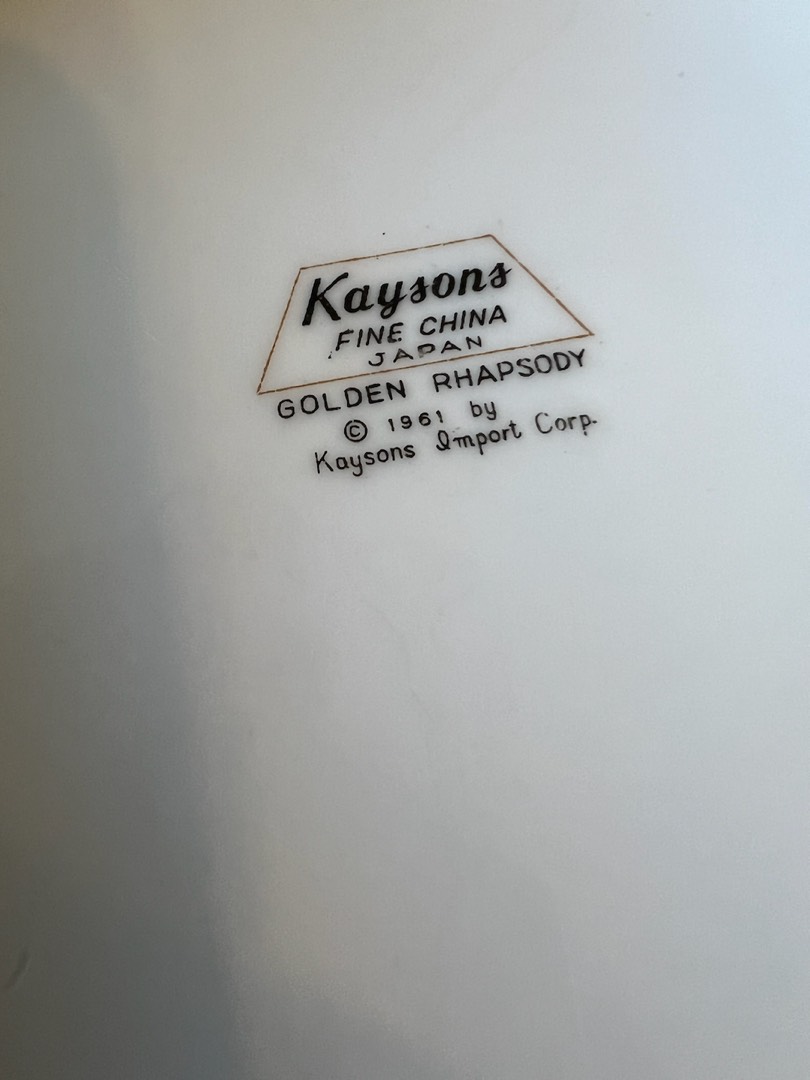 Kaysons
FINE CHINA
JAPAN
GOLDEN RHAPSODY
© 1961 by
Kaysons Import Corp.